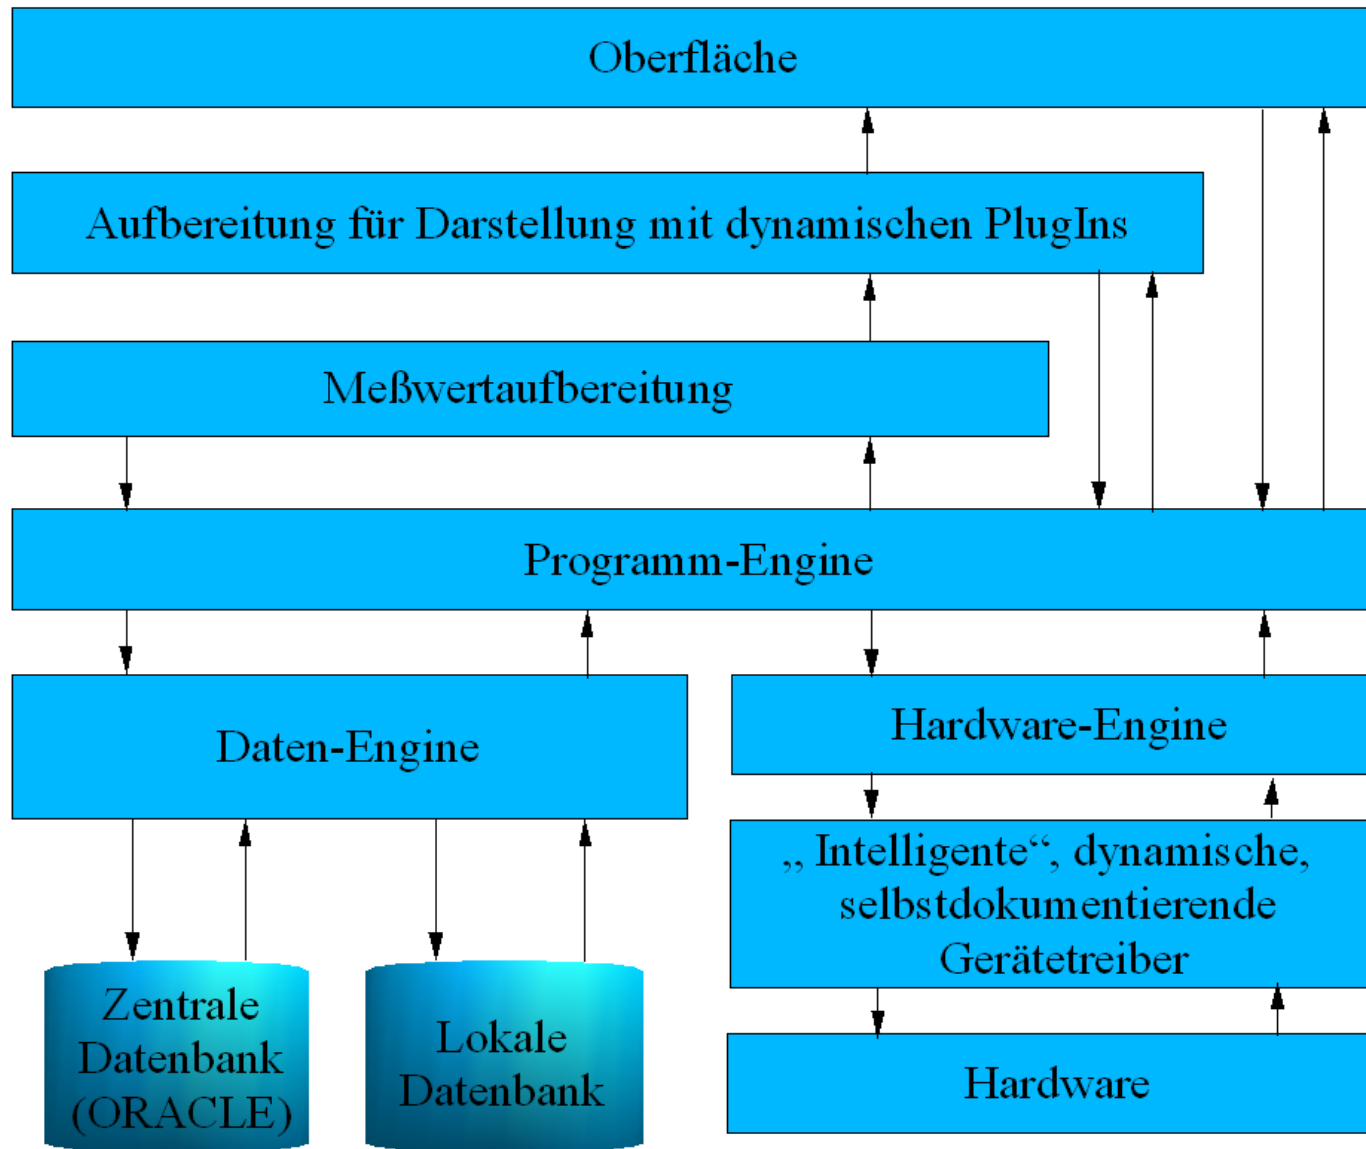 Oberfläche
Aufbereitung für Darstellung mit dynamischen PlugIns
Meßwertaufbereitung
Programm-Engine
Daten-Engine
Hardware-Engine
„ Intelligente“, dynamische,
selbstdokumentierende
Gerätetreiber
Zentrale
Datenbank
(ORACLE)
Lokale
Datenbank
Hardware